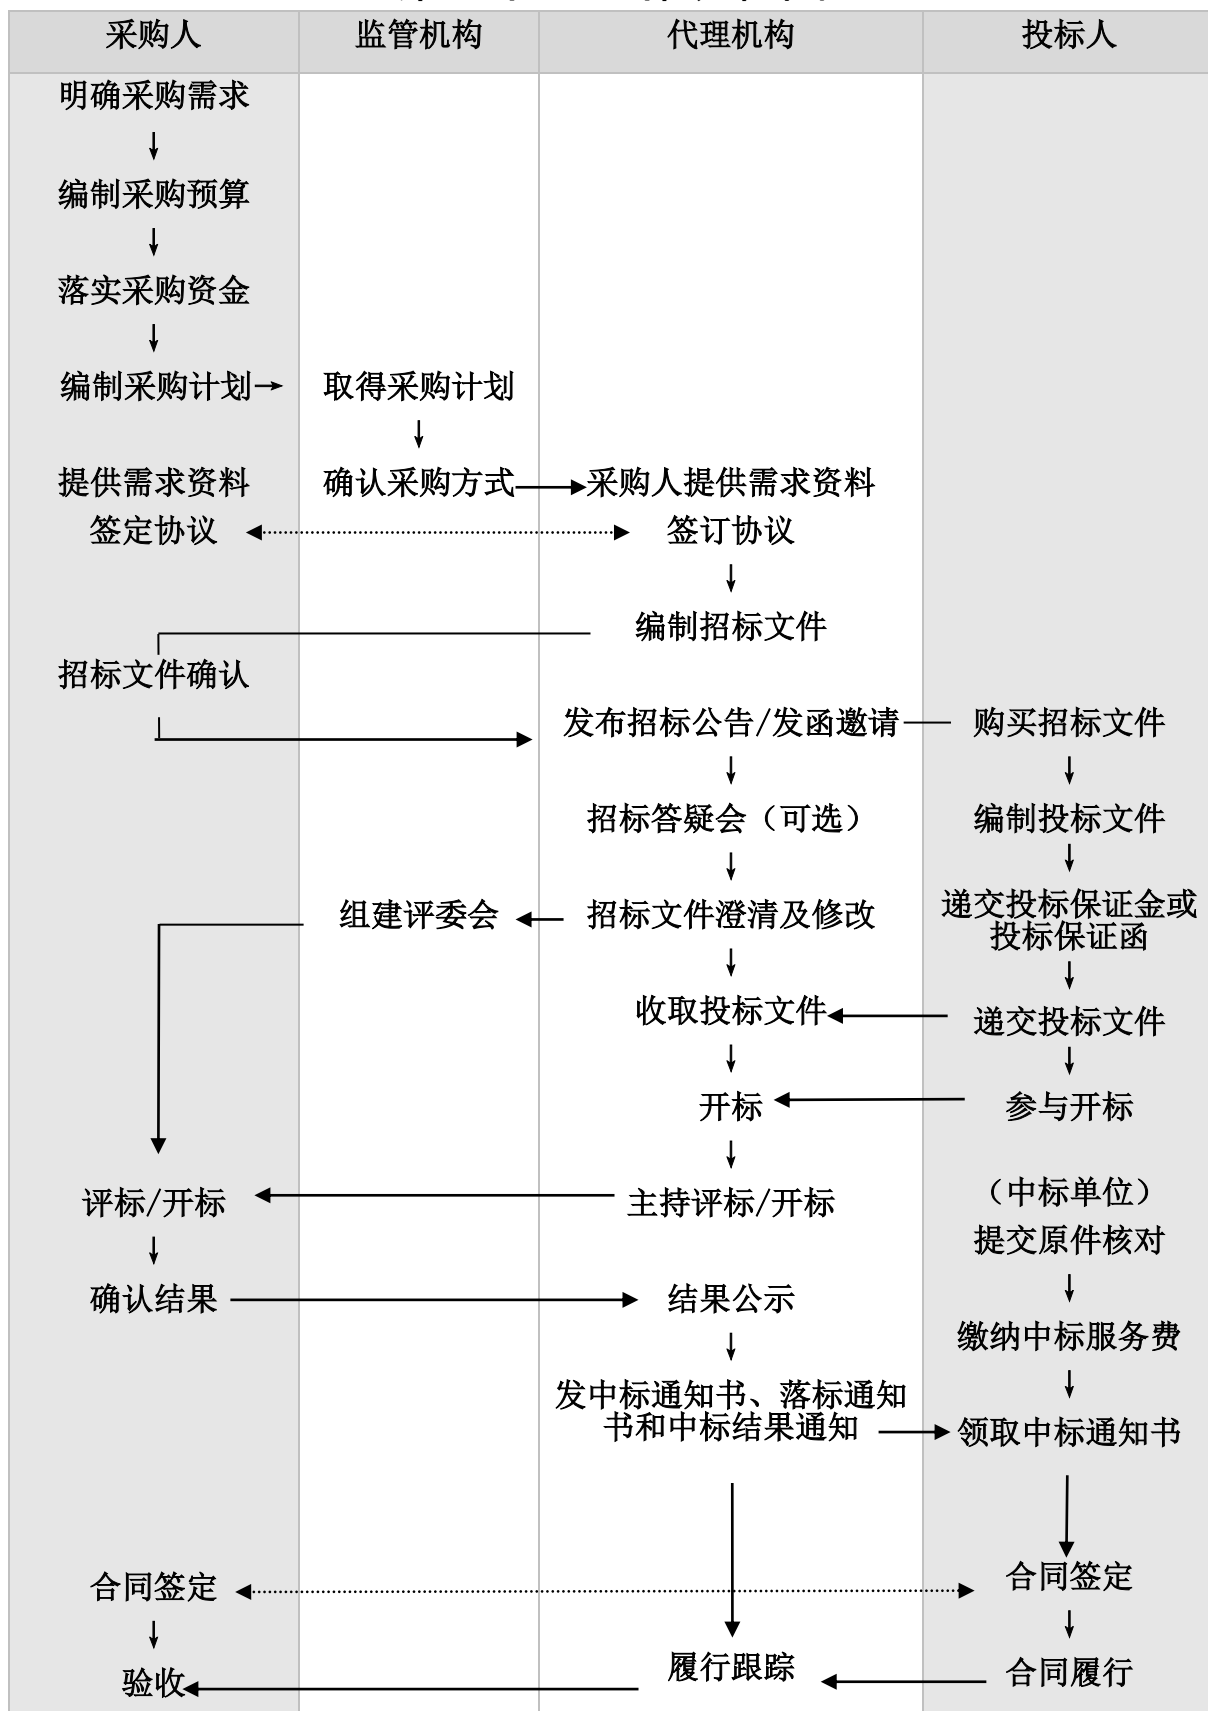 采购人 监管机构 代理机构 投标人
明确采购需求
编制采购预算
落实采购资金
编制采购计划 取得采购计划
提供需求资料 确认采购方式 采购人提供需求资料
签定协议 签订协议
编制招标文件
招标文件确认
发布招标公告/发函邀请 购买招标文件
招标答疑会（可选） 编制投标文件
组建评委会 招标文件澄清及修改 递交投标保证金或
投标保证函
收取投标文件 递交投标文件
开标 参与开标
评标/开标 主持评标/开标 （中标单位）
提交原件核对
确认结果 结果公示
缴纳中标服务费
发中标通知书、落标通知
书和中标结果通知 领取中标通知书
合同签定 合同签定
验收 履行跟踪 合同履行